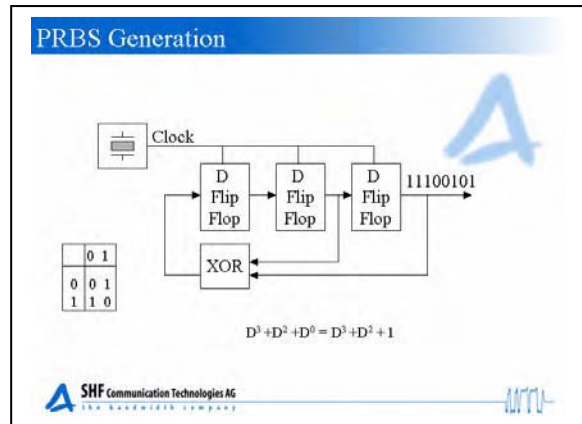 PRBS Generation
Clock
D
Flip
Flop
D
Flip
Flop
D
Flip
Flop
11100101
XOR
0 1
0 0 1
1 1 0
D³ +D² +D⁰ = D³ +D² + 1
SHF Communication Technologies AG
the bandwidth company